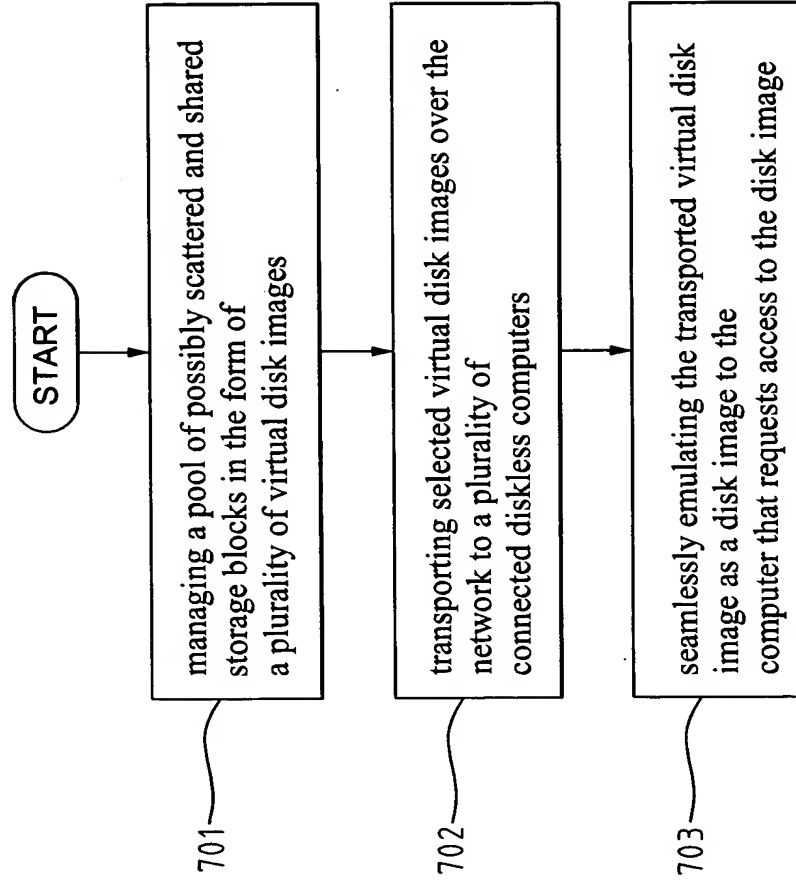 START
701
managing a pool of possibly scattered and shared
storage blocks in the form of
a plurality of virtual disk images
702
transporting selected virtual disk images over the
network to a plurality of
connected diskless computers
703
seamlessly emulating the transported virtual disk
image as a disk image to the
computer that requests access to the disk image